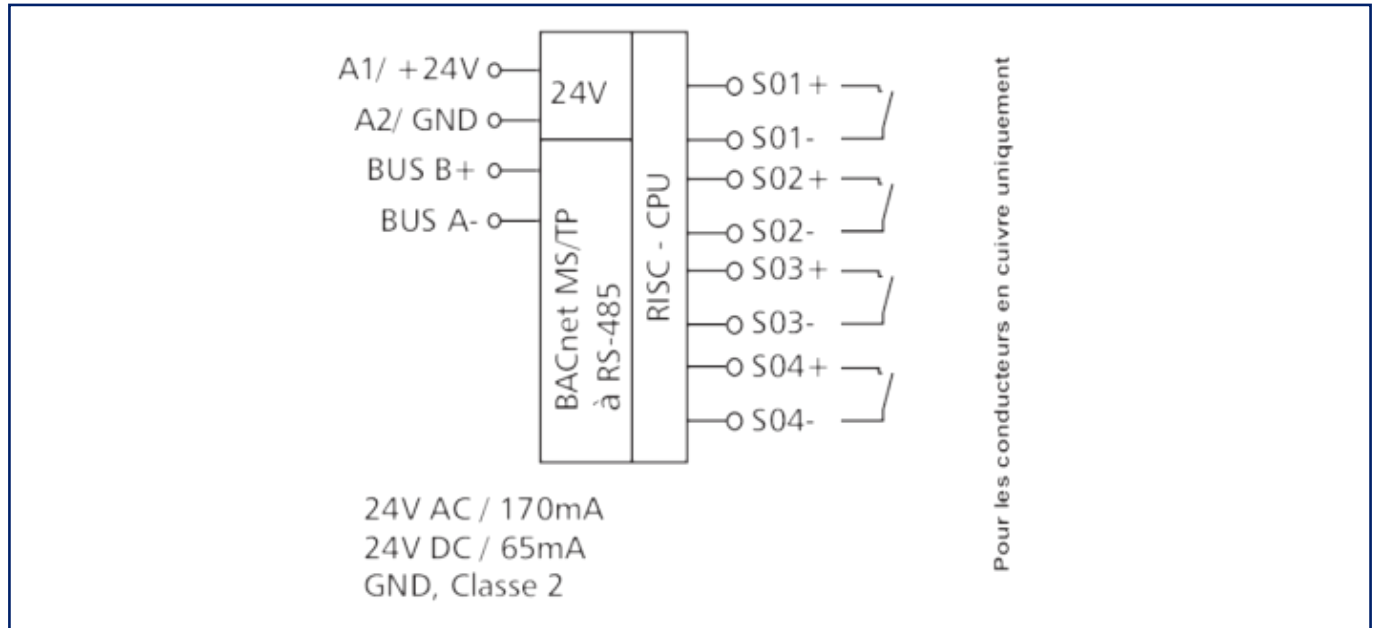 A1/ +24V
A2/ GND
BUS B+
BUS A-
24V
BACnet MS/TP
à RS-485
RISC - CPU
S01+
S01-
S02+
S02-
S03+
S03-
S04+
S04-
Pour les conducteurs en cuivre uniquement
24V AC / 170mA
24V DC / 65mA
GND, Classe 2